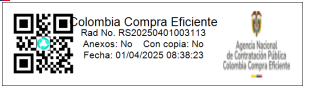 Colombia Compra Eficiente
Rad No. RS20250401003113
Anexos: No Con copia: No
Fecha: 01/04/2025 08:38:23
Agencia Nacional
de Contratación Pública
Colombia Compra Eficiente